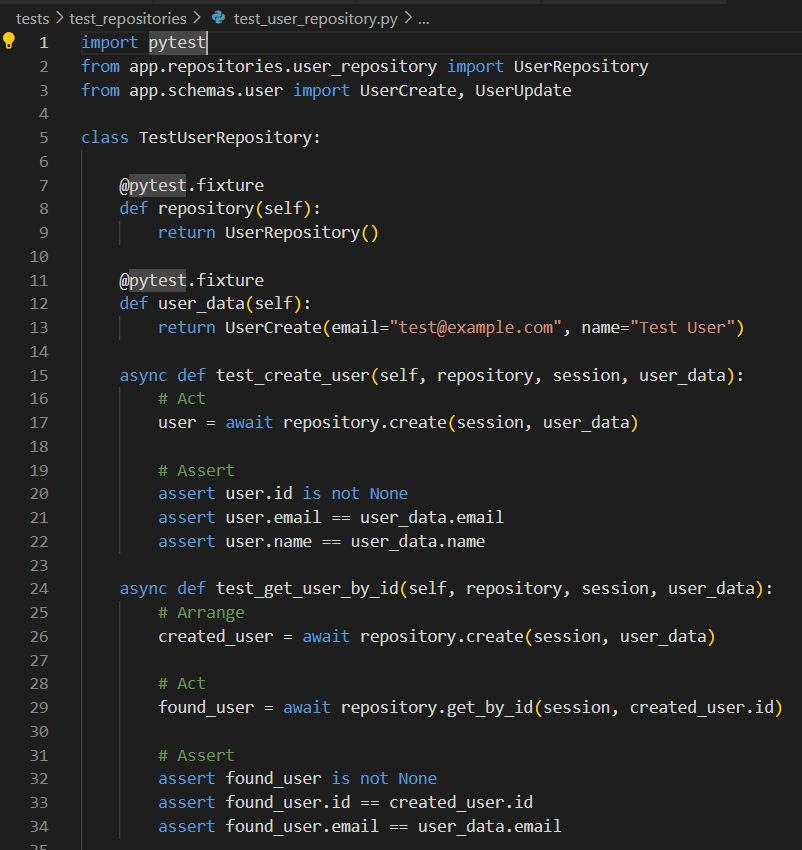 tests > test_repositories > test_user_repository.py > ...
1 import pytest
2 from app.repositories.user_repository import UserRepository
3 from app.schemas.user import UserCreate, UserUpdate
4
5 class TestUserRepository:
6
7     @pytest.fixture
8     def repository(self):
9         return UserRepository()
10
11     @pytest.fixture
12     def user_data(self):
13         return UserCreate(email="test@example.com", name="Test User")
14
15     async def test_create_user(self, repository, session, user_data):
16         # Act
17         user = await repository.create(session, user_data)
18
19         # Assert
20         assert user.id is not None
21         assert user.email == user_data.email
22         assert user.name == user_data.name
23
24     async def test_get_user_by_id(self, repository, session, user_data):
25         # Arrange
26         created_user = await repository.create(session, user_data)
27
28         # Act
29         found_user = await repository.get_by_id(session, created_user.id)
30
31         # Assert
32         assert found_user is not None
33         assert found_user.id == created_user.id
34         assert found_user.email == user_data.email
35